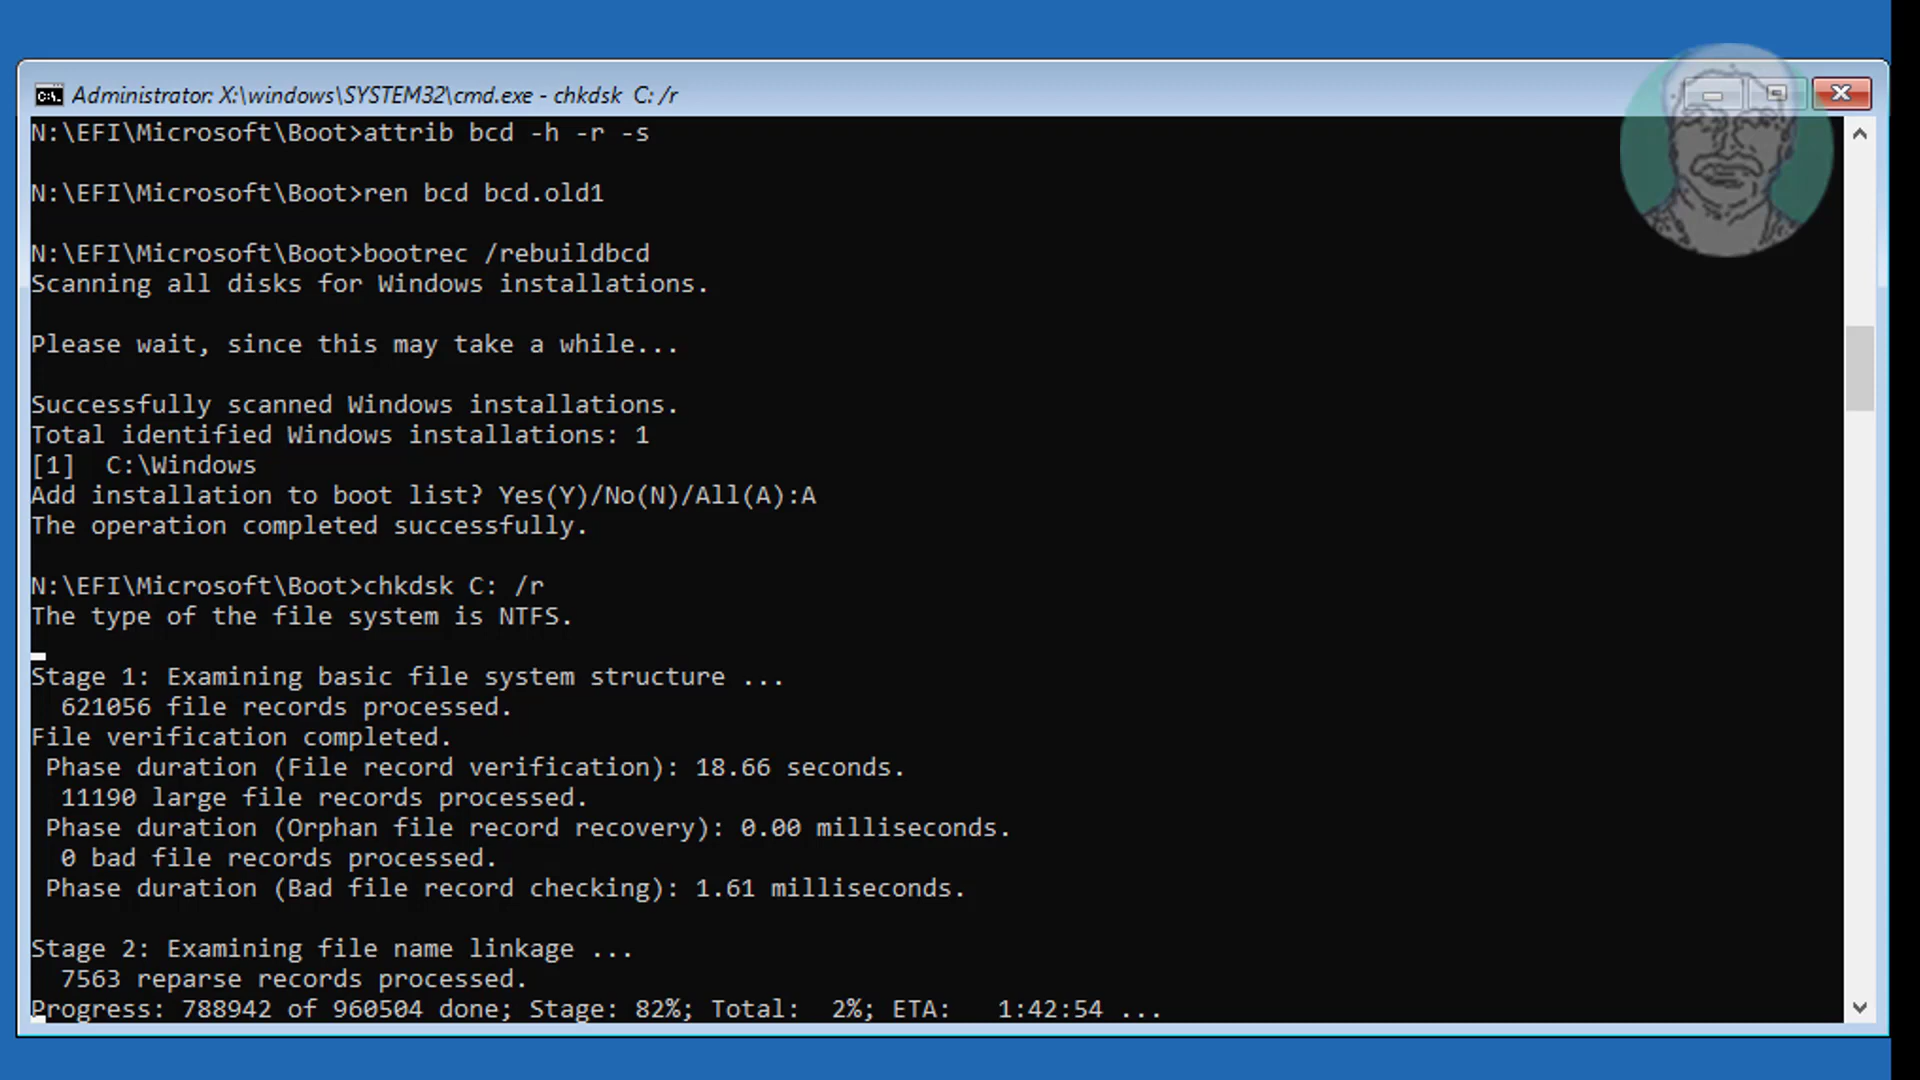 Administrator: X:\windows\SYSTEM32\cmd.exe - chkdsk  C: /r
N:\EFI\Microsoft\Boot>attrib bcd -h -r -s
N:\EFI\Microsoft\Boot>ren bcd bcd.old1
N:\EFI\Microsoft\Boot>bootrec /rebuildbcd
Scanning all disks for Windows installations.
Please wait, since this may take a while...
Successfully scanned Windows installations.
Total identified Windows installations: 1
[1]  C:\Windows
Add installation to boot list? Yes(Y)/No(N)/All(A):A
The operation completed successfully.
N:\EFI\Microsoft\Boot>chkdsk C: /r
The type of the file system is NTFS.
Stage 1: Examining basic file system structure ...
  621056 file records processed.
File verification completed.
 Phase duration (File record verification): 18.66 seconds.
  11190 large file records processed.
 Phase duration (Orphan file record recovery): 0.00 milliseconds.
  0 bad file records processed.
 Phase duration (Bad file record checking): 1.61 milliseconds.
Stage 2: Examining file name linkage ...
  7563 reparse records processed.
Progress: 788942 of 960504 done; Stage: 82%; Total:  2%; ETA:   1:42:54 ...